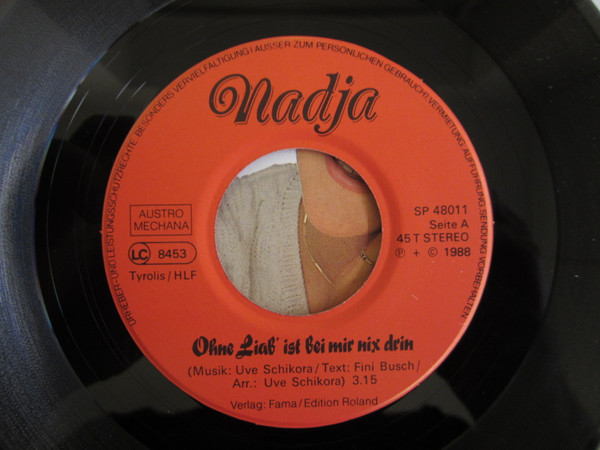 URHEBER- UND LEISTUNGSSCHUTZRECHTE, BESONDERS VERVIELFÄLTIGUNG! AUSSER ZUM PERSÖNLICHEN GEBRAUCH! VERMIETUNG, AUFFÜHRUNG, SENDUNG VORBEHALTEN.
Nadja
AUSTRO
MECHANA
LC 8453
Tyrolis/HLF
SP 48011
Seite A
45 T STEREO
℗ + © 1988
Ohne Liab' ist bei mir nix drin
(Musik: Uve Schikora/Text: Fini Busch/
Arr.: Uve Schikora) 3.15
Verlag: Fama/Edition Roland